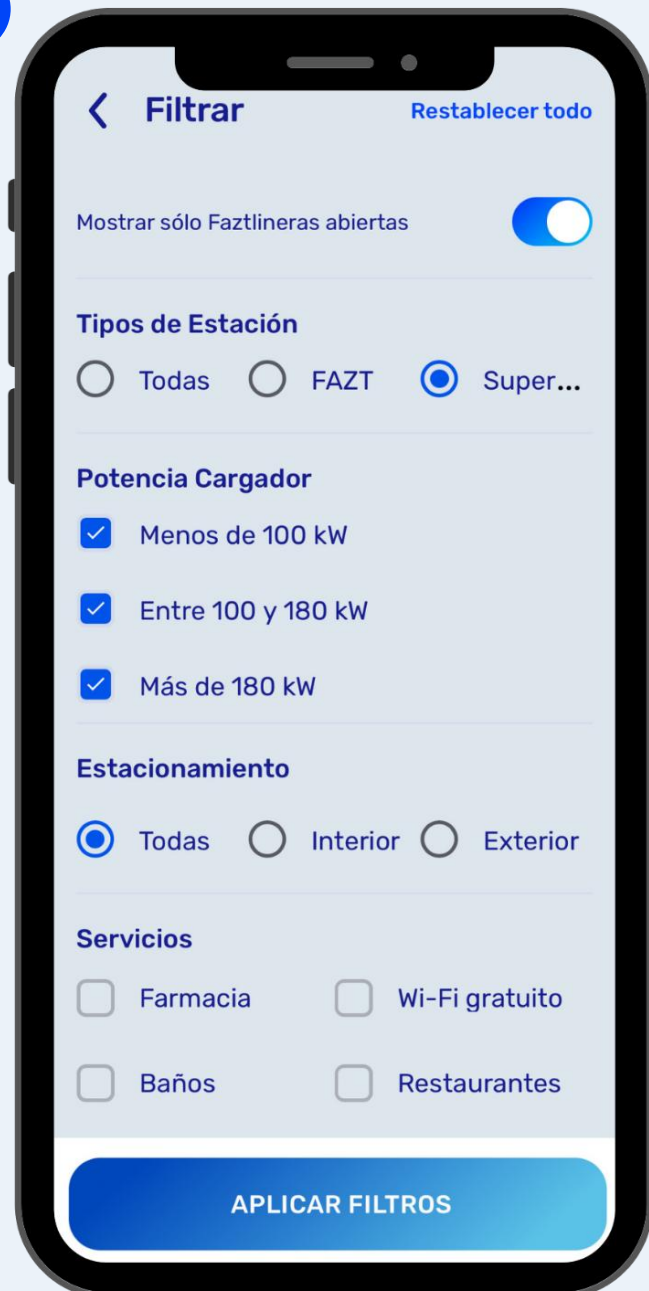 Filtrar
Restablecer todo
Mostrar sólo Faztlineras abiertas
Tipos de Estación
Todas FAZT Super...
Potencia Cargador
Menos de 100 kW
Entre 100 y 180 kW
Más de 180 kW
Estacionamiento
Todas Interior Exterior
Servicios
Farmacia Wi-Fi gratuito
Baños Restaurantes
APLICAR FILTROS